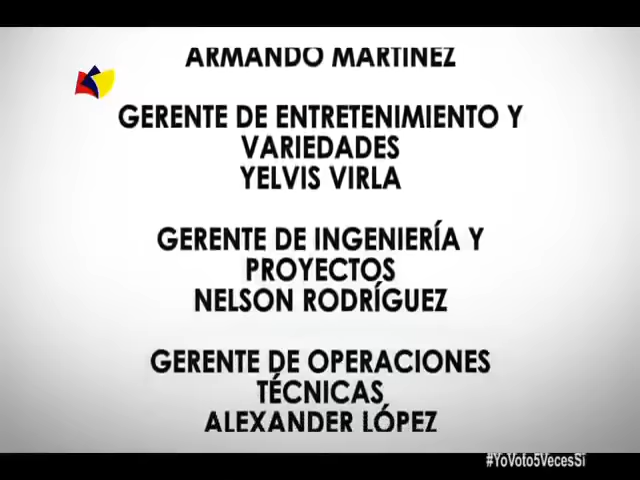 ARMANDO MARTÍNEZ
GERENTE DE ENTRETENIMIENTO Y
VARIEDADES
YELVIS VIRLA
GERENTE DE INGENIERÍA Y
PROYECTOS
NELSON RODRÍGUEZ
GERENTE DE OPERACIONES
TÉCNICAS
ALEXANDER LÓPEZ
#YoVoto5VecesSi